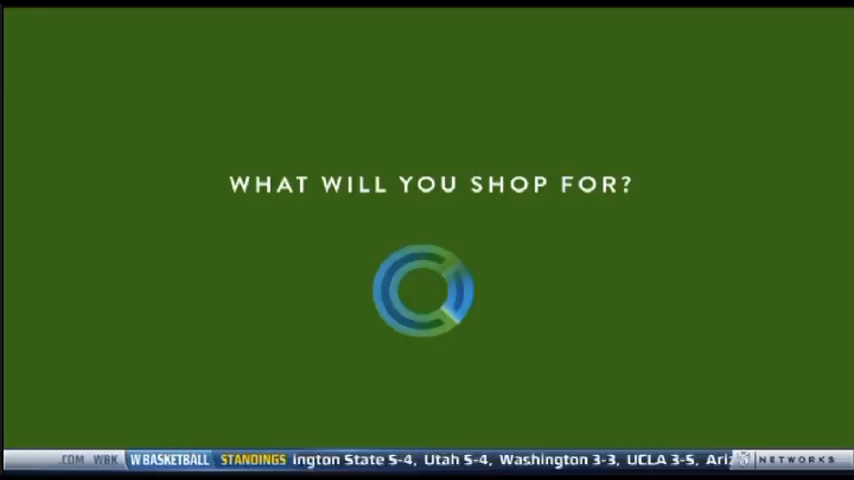 WHAT WILL YOU SHOP FOR?
.COM WBK W BASKETBALL STANDINGS ington State 5-4, Utah 5-4, Washington 3-3, UCLA 3-5, Ari NETWORKS